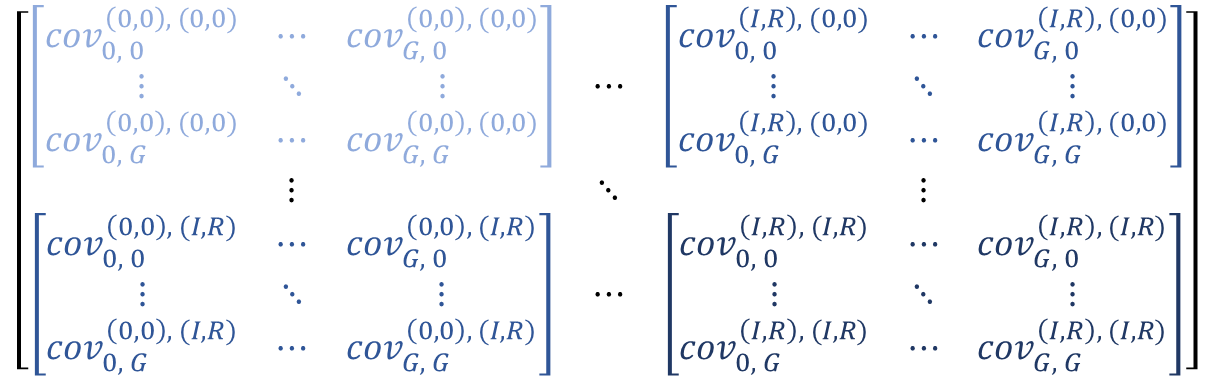 cov_{0, 0}^{(0,0), (0,0)} ⋯ cov_{G, 0}^{(0,0), (0,0)} ⋯ cov_{0, 0}^{(I,R), (0,0)} ⋯ cov_{G, 0}^{(I,R), (0,0)}
⋮ ⋱ ⋮ ⋮ ⋱ ⋮
cov_{0, G}^{(0,0), (0,0)} ⋯ cov_{G, G}^{(0,0), (0,0)} cov_{0, G}^{(I,R), (0,0)} ⋯ cov_{G, G}^{(I,R), (0,0)}
⋮ ⋱ ⋮
cov_{0, 0}^{(0,0), (I,R)} ⋯ cov_{G, 0}^{(0,0), (I,R)} ⋯ cov_{0, 0}^{(I,R), (I,R)} ⋯ cov_{G, 0}^{(I,R), (I,R)}
⋮ ⋱ ⋮ ⋮ ⋱ ⋮
cov_{0, G}^{(0,0), (I,R)} ⋯ cov_{G, G}^{(0,0), (I,R)} cov_{0, G}^{(I,R), (I,R)} ⋯ cov_{G, G}^{(I,R), (I,R)}